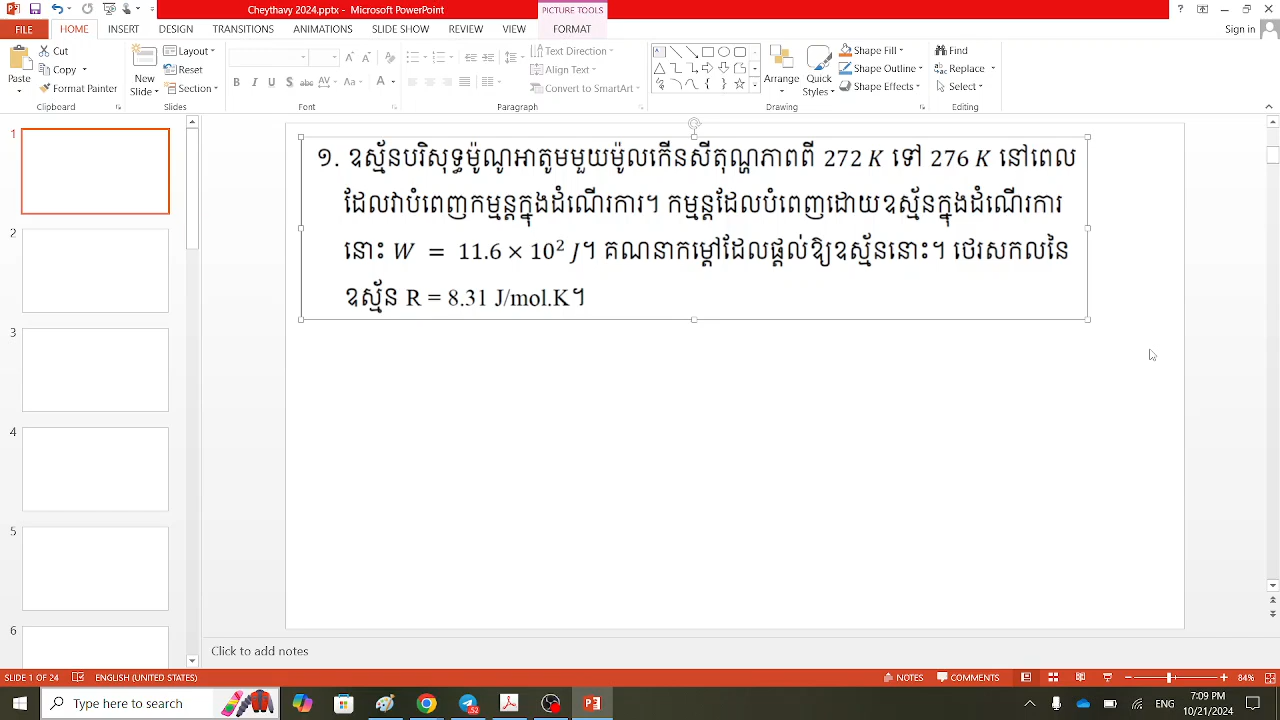 Cheythavy 2024.pptx - Microsoft PowerPoint
PICTURE TOOLS
FILE HOME INSERT DESIGN TRANSITIONS ANIMATIONS SLIDE SHOW REVIEW VIEW FORMAT Sign in
Paste Cut Copy Format Painter
Clipboard
New Slide Layout Reset Section
Slides
Font
Text Direction
Align Text
Convert to SmartArt
Paragraph
Arrange Quick Styles
Shape Fill
Shape Outline
Shape Effects
Drawing
Find
Replace
Select
Editing
១. ឧស្ម័នបរិសុទ្ធម៉ូណូអាតូមមួយម៉ូលកើនសីតុណ្ហភាពពី 272 K ទៅ 276 K នៅពេល
ដែលវាបំពេញកម្មន្តក្នុងដំណើរការ។ កម្មន្តដែលបំពេញដោយឧស្ម័នក្នុងដំណើរការ
នោះ W = 11.6 × 10² J។ គណនាកម្ដៅដែលផ្ដល់ឱ្យឧស្ម័ននោះ។ ថេរសកលនៃ
ឧស្ម័ន R = 8.31 J/mol.K។
1
2
3
4
5
6
Click to add notes
SLIDE 1 OF 24 ENGLISH (UNITED STATES) NOTES COMMENTS 84%
Type here to search
7:09 PM
10/21/2024